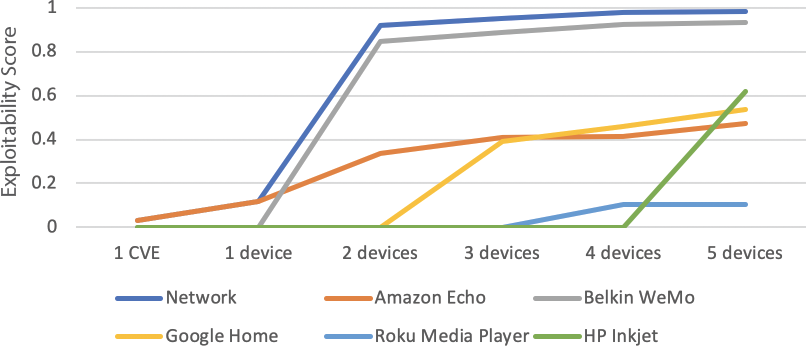 Exploitability Score
1
0.8
0.6
0.4
0.2
0
1 CVE 1 device 2 devices 3 devices 4 devices 5 devices
Network Amazon Echo Belkin WeMo
Google Home Roku Media Player HP Inkjet